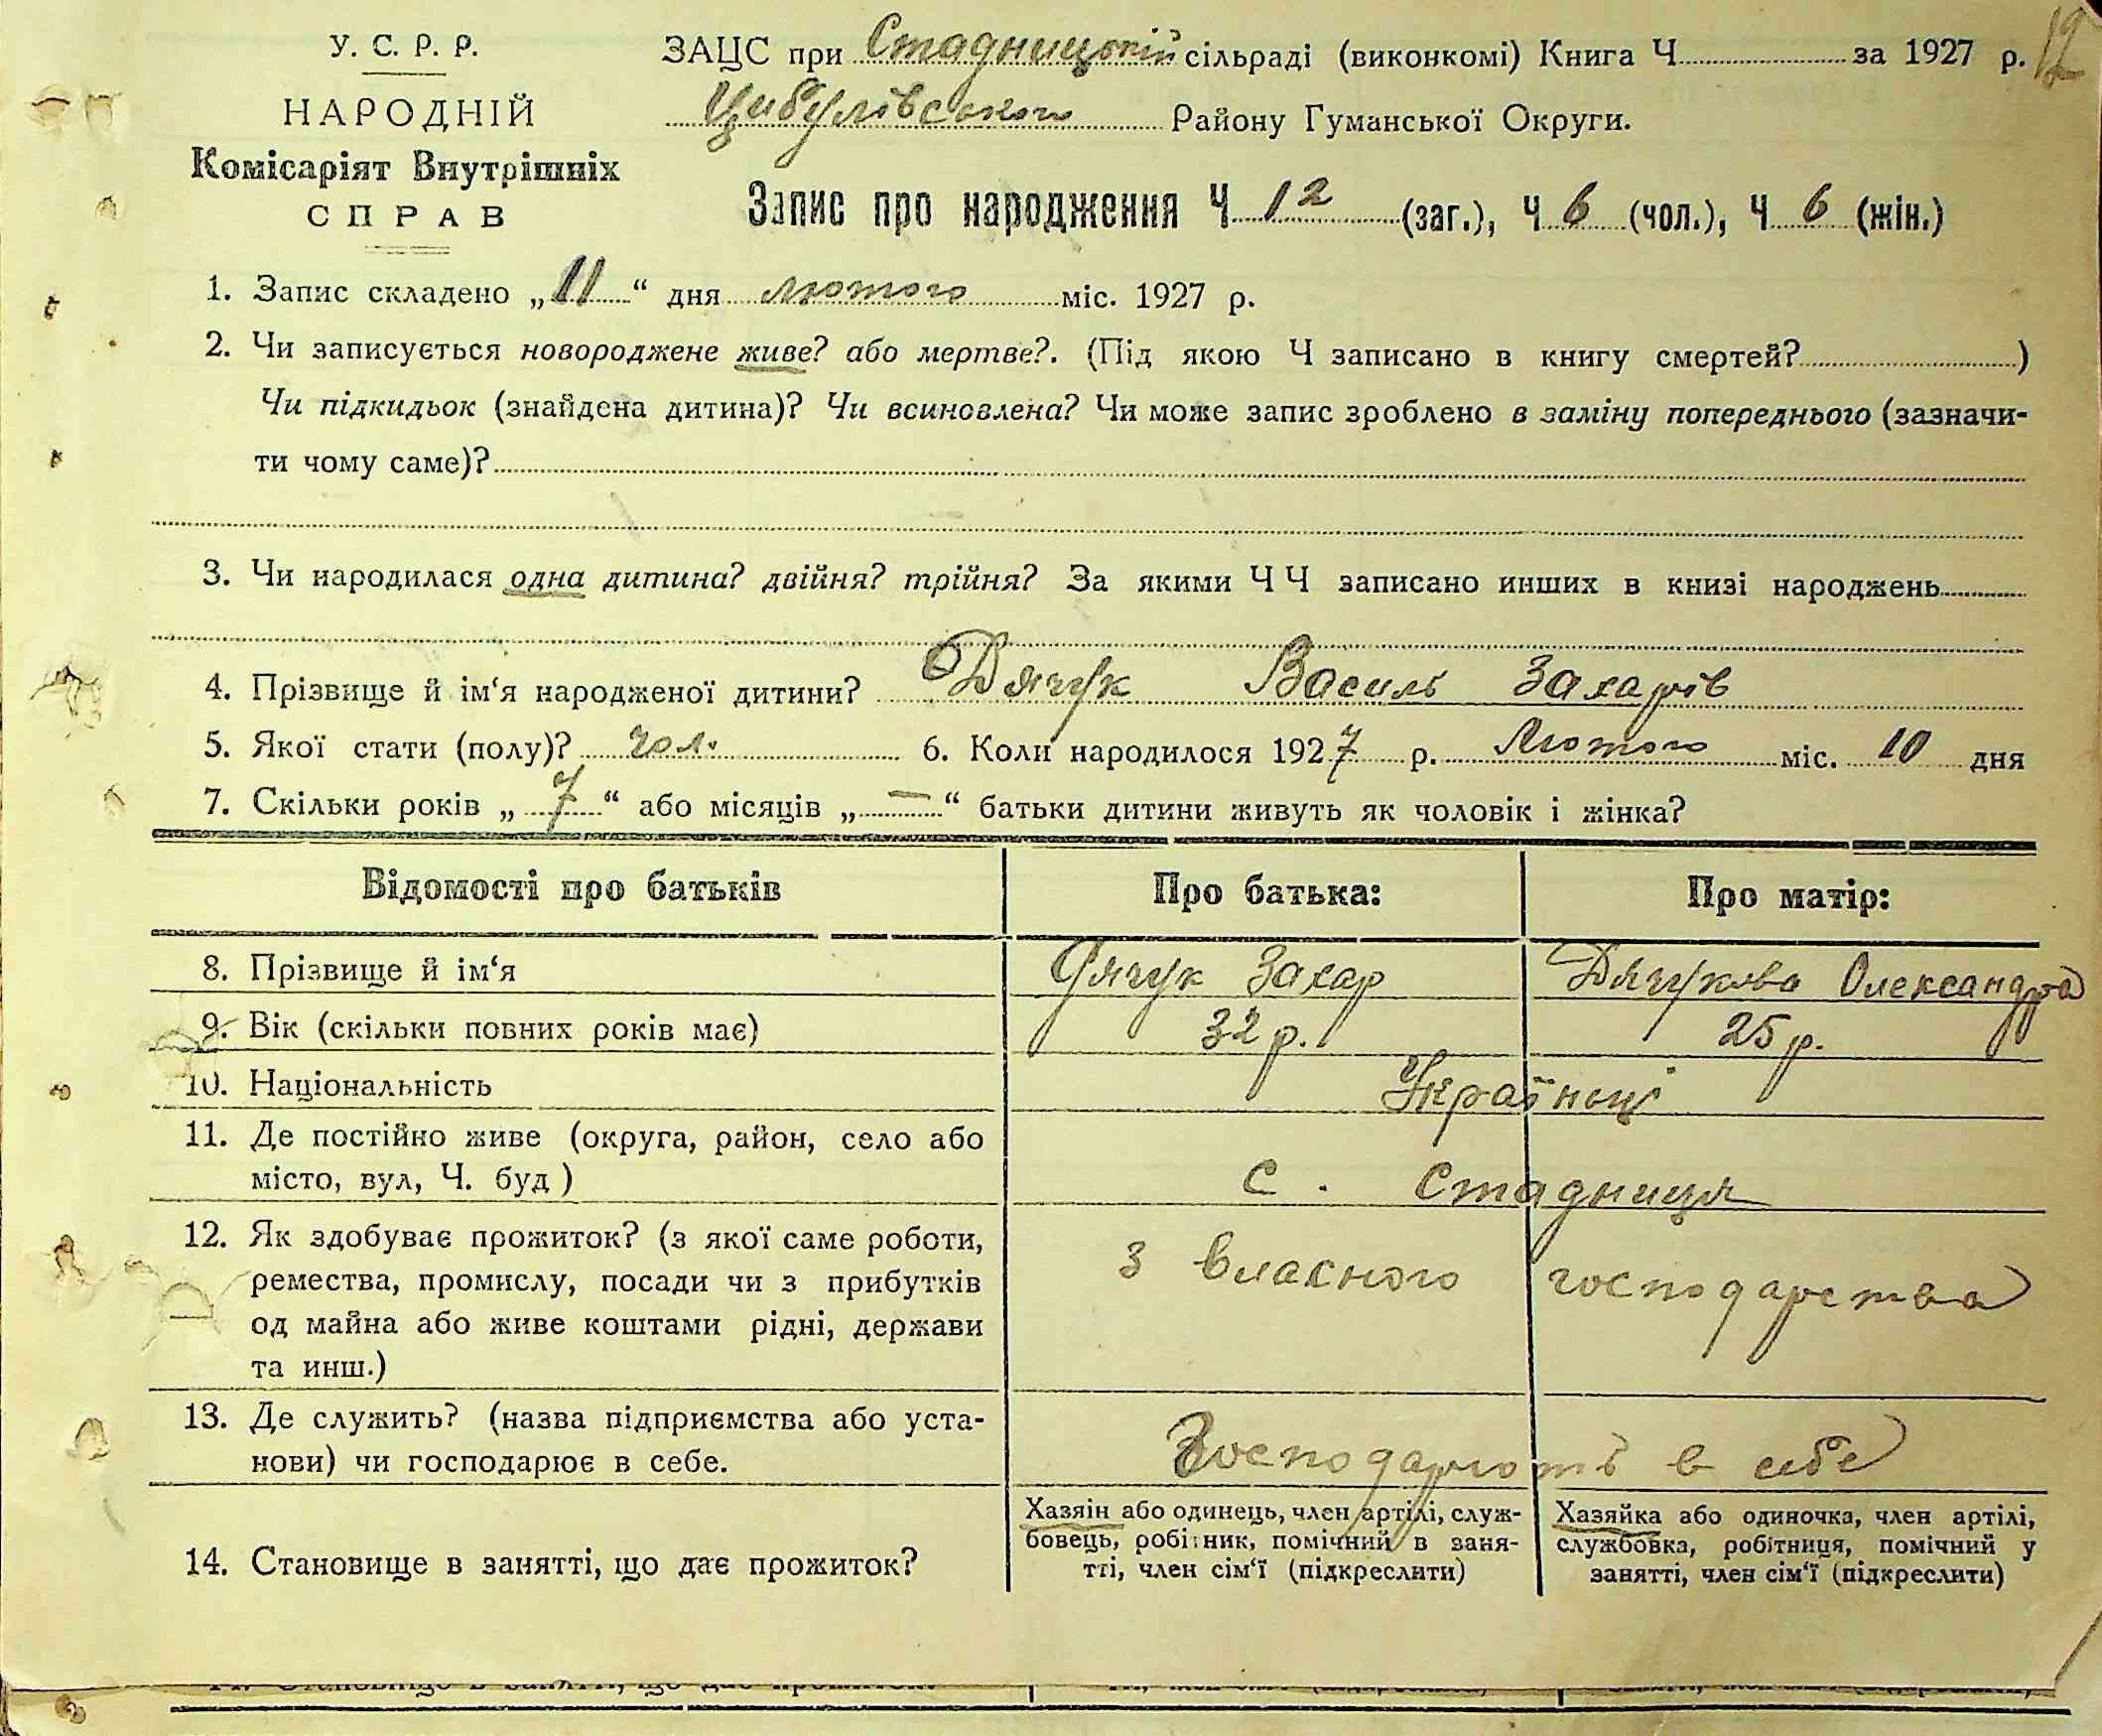 У. С. Р. Р.
НАРОДНІЙ
Комісаріят Внутрішніх
СПРАВ
12
ЗАЦС при Стадницькій сільраді (виконкомі) Книга Ч. за 1927 р.
Цибулівського Району Гуманської Округи.
Запис про народження Ч 12 (заг.), Ч 6 (чол.), Ч 6 (жін.)
1. Запис складено „11“ дня лютого міс. 1927 р.
2. Чи записується новороджене живе? або мертве?. (Під якою Ч записано в книгу смертей? )
Чи підкидьок (знайдена дитина)? Чи всиновлена? Чи може запис зроблено в заміну попереднього (зазначи-
ти чому саме)?
3. Чи народилася одна дитина? двійня? трійня? За якими ЧЧ записано инших в книзі народжень
4. Прізвище й ім‘я народженої дитини? Дячук Василь Захарів
5. Якої стати (полу)? чол. 6. Коли народилося 1927 р. Лютого міс. 10 дня
7. Скільки років „7“ або місяців „—“ батьки дитини живуть як чоловік і жінка?
Відомості про батьків Про батька: Про матір:
8. Прізвище й ім‘я Дячук Захар Дячукова Олександра
9. Вік (скільки повних років має) 32 р. 25 р.
10. Національність Українці
11. Де постійно живе (округа, район, село або
місто, вул, Ч. буд ) с. Стадниця
12. Як здобуває прожиток? (з якої саме роботи,
ремества, промислу, посади чи з прибутків
од майна або живе коштами рідні, держави
та инш.)
З власного господарства
13. Де служить? (назва підприємства або уста-
нови) чи господарює в себе.
Господарюють в себе
14. Становище в занятті, що дає прожиток?
Хазяїн або одинець, член артілі, служ-
бовець, робітник, помічний в заня-
тті, член сім‘ї (підкреслити)
Хазяйка або одиночка, член артілі,
службовка, робітниця, помічний у
занятті, член сім‘ї (підкреслити)